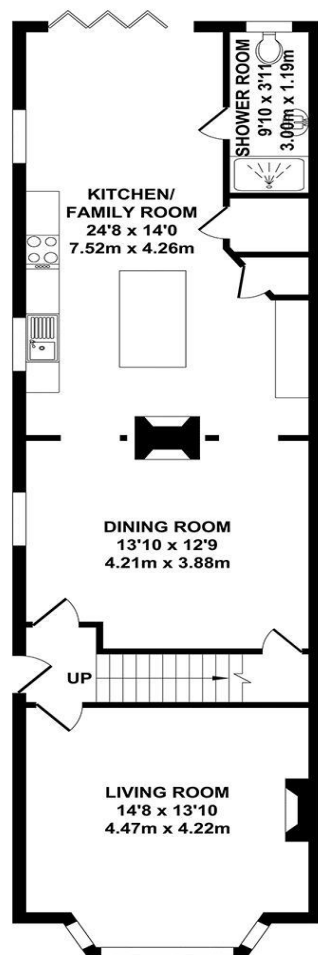 SHOWER ROOM
9'10 x 3'11
3.00m x 1.19m
KITCHEN/
FAMILY ROOM
24'8 x 14'0
7.52m x 4.26m
DINING ROOM
13'10 x 12'9
4.21m x 3.88m
UP
LIVING ROOM
14'8 x 13'10
4.47m x 4.22m